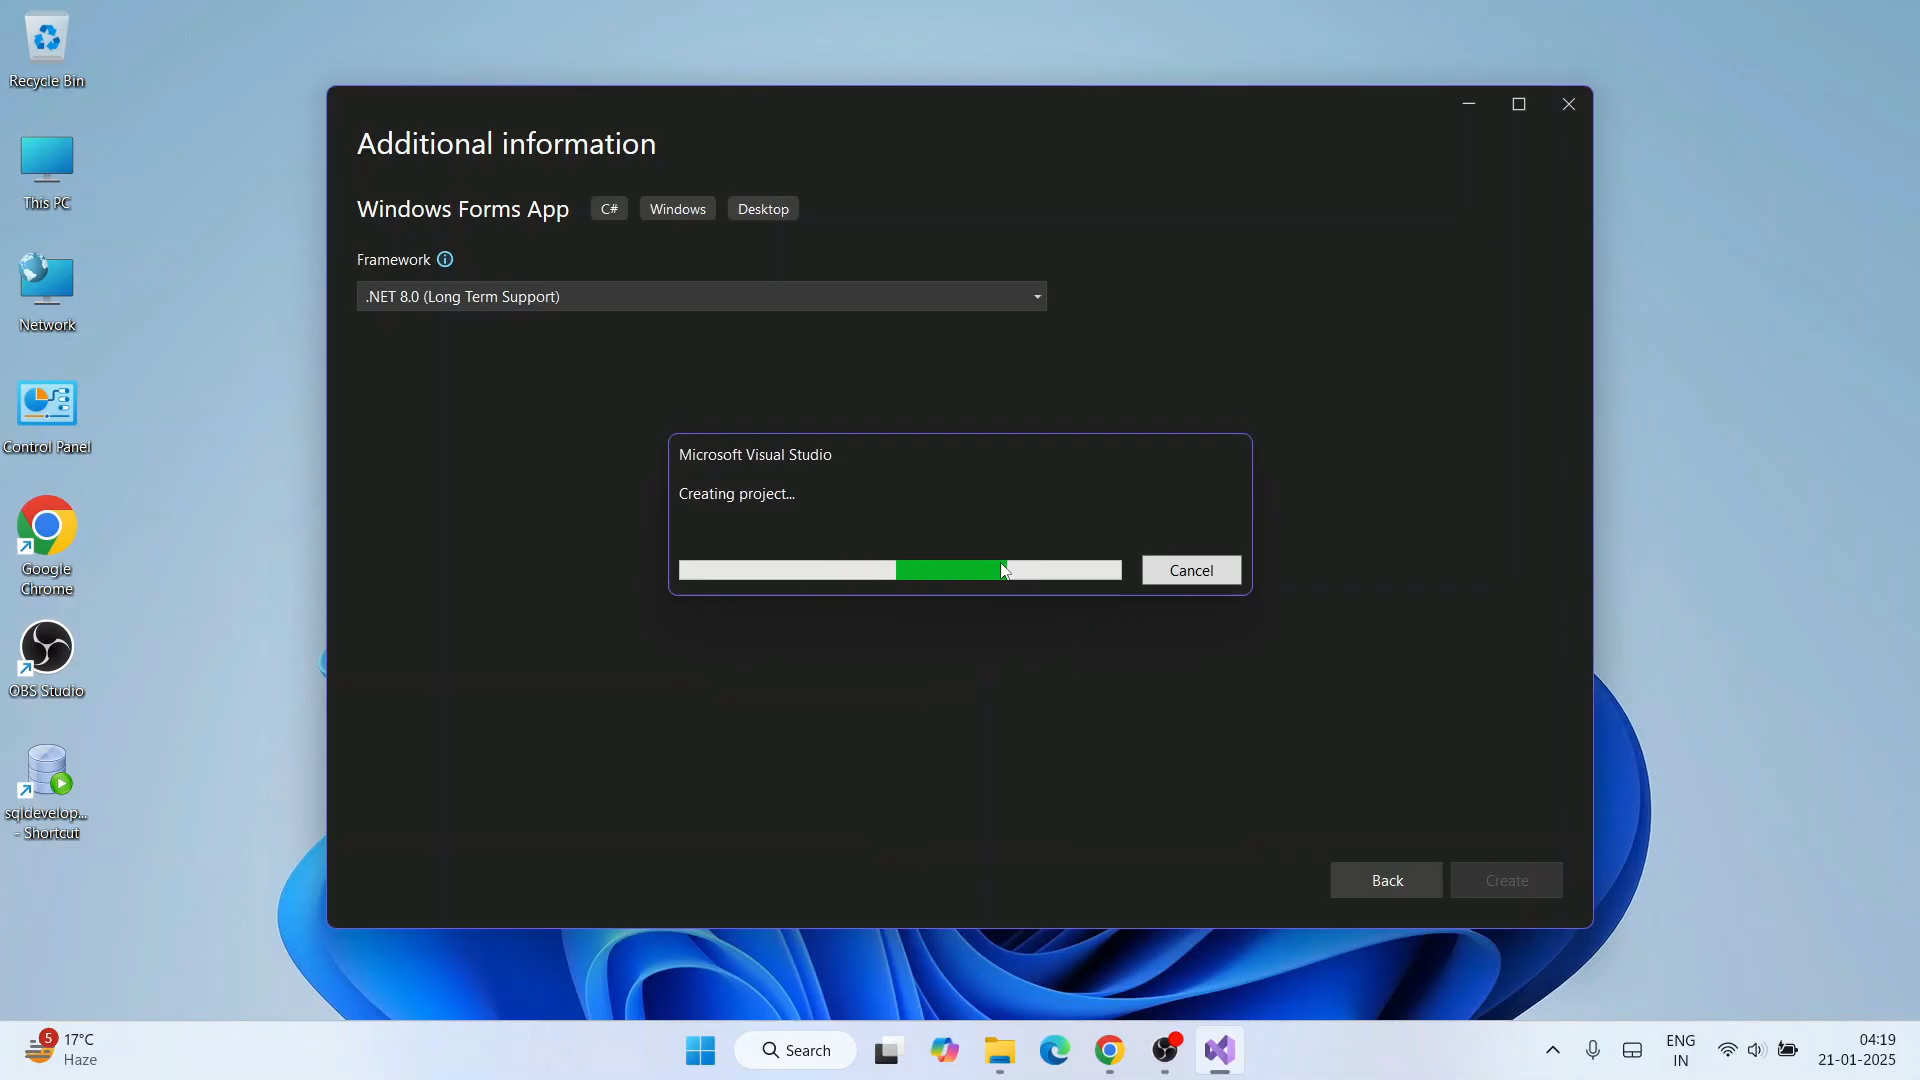 Recycle Bin
This PC
Network
Control Panel
Google
Chrome
OBS Studio
sqldevelop...
- Shortcut
Additional information
Windows Forms App C# Windows Desktop
Framework
.NET 8.0 (Long Term Support)
Microsoft Visual Studio
Creating project...
Cancel
Back Create
5
17°C
Haze
Search
ENG
IN
04:19
21-01-2025